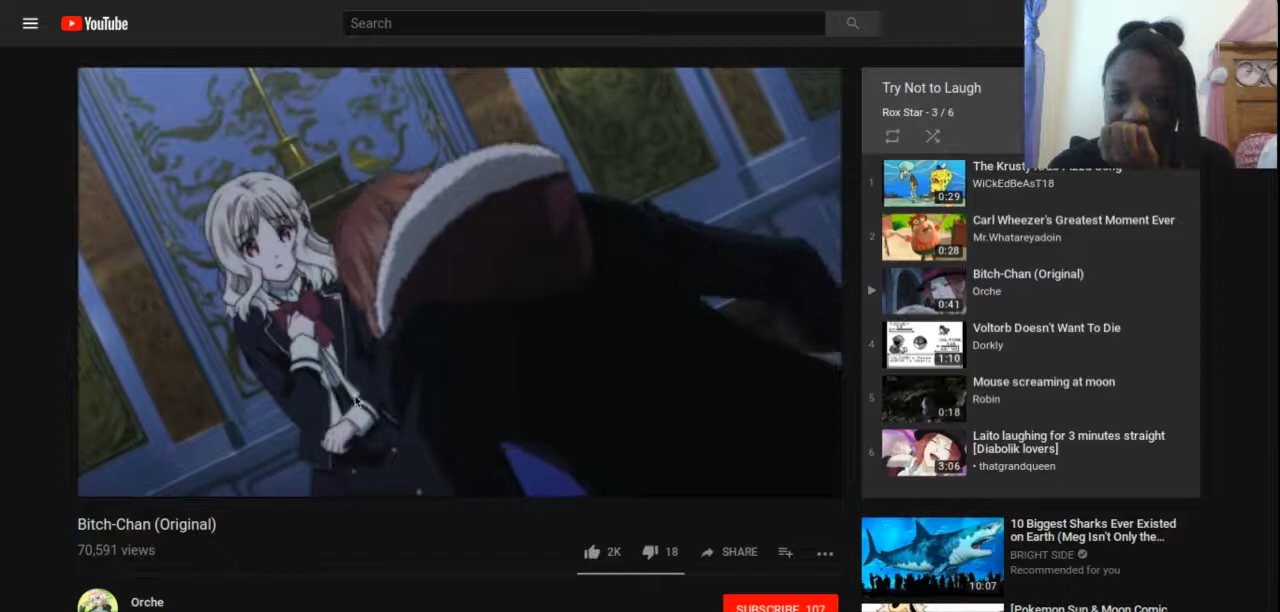 YouTube
Search
Try Not to Laugh
Rox Star - 3 / 6
1
The Krusty Krab Pizza Song
WiCkEdBeAsT18
0:29
2
Carl Wheezer's Greatest Moment Ever
Mr.Whatareyadoin
0:28
Bitch-Chan (Original)
Orche
0:41
4
Voltorb Doesn't Want To Die
Dorkly
1:10
5
Mouse screaming at moon
Robin
0:18
6
Laito laughing for 3 minutes straight
[Diabolik lovers]
• thatgrandqueen
3:06
Bitch-Chan (Original)
70,591 views
2K
18
SHARE
Orche
SUBSCRIBE 107
10 Biggest Sharks Ever Existed
on Earth (Meg Isn't Only the...
BRIGHT SIDE
Recommended for you
10:07
[Pokemon Sun & Moon Comic